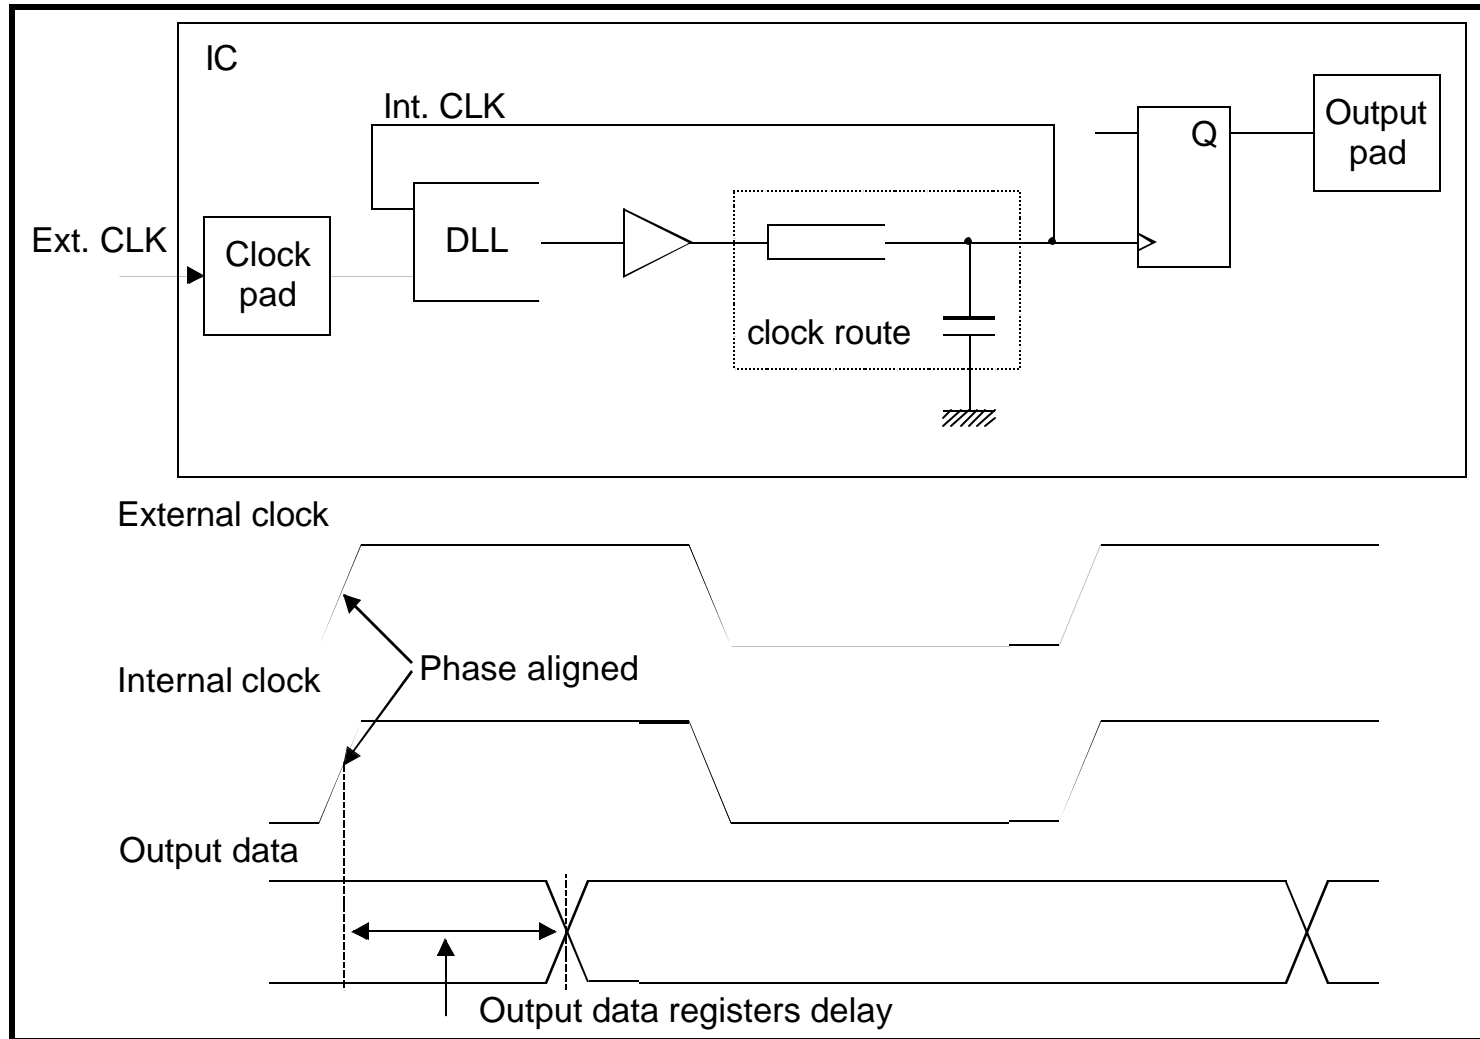 IC
Int. CLK
Q
Output
pad
Ext. CLK
Clock
pad
DLL
clock route
External clock
Phase aligned
Internal clock
Output data
Output data registers delay